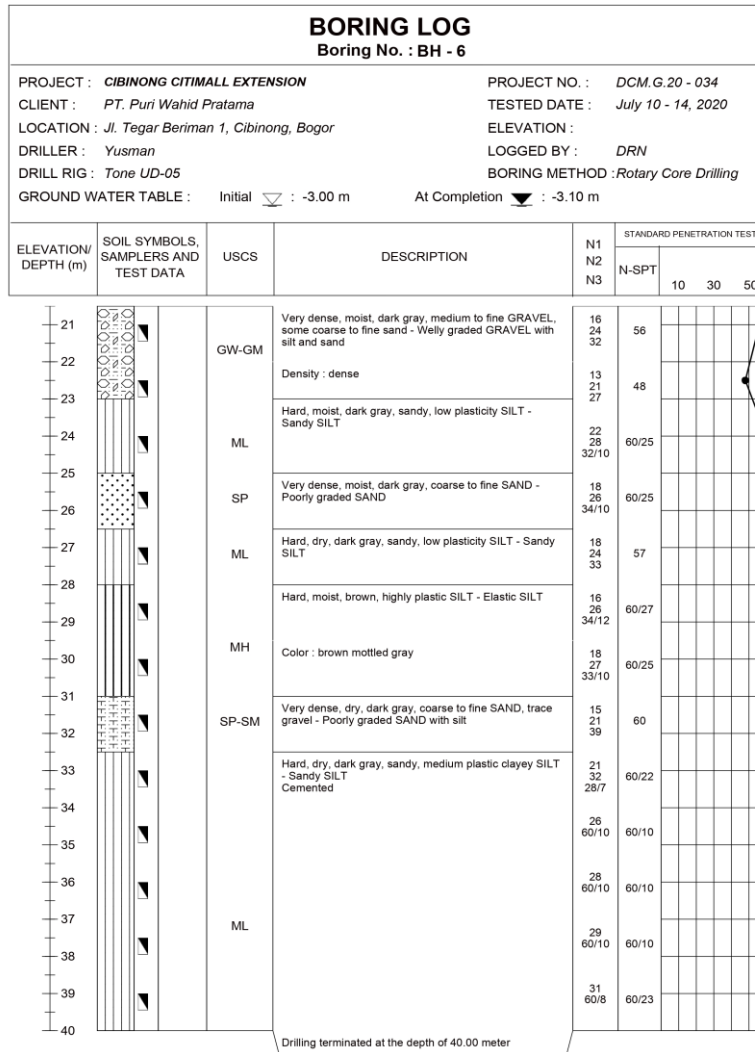 BORING LOG
Boring No. : BH - 6
PROJECT : CIBINONG CITIMALL EXTENSION PROJECT NO. : DCM.G.20 - 034
CLIENT : PT. Puri Wahid Pratama TESTED DATE : July 10 - 14, 2020
LOCATION : Jl. Tegar Beriman 1, Cibinong, Bogor ELEVATION :
DRILLER : Yusman LOGGED BY : DRN
DRILL RIG : Tone UD-05 BORING METHOD : Rotary Core Drilling
GROUND WATER TABLE : Initial : -3.00 m At Completion : -3.10 m
ELEVATION/ DEPTH (m)
SOIL SYMBOLS, SAMPLERS AND TEST DATA
USCS
DESCRIPTION
N1
N2
N3
STANDARD PENETRATION TEST
N-SPT
10 30 50
21
22
23
24
25
26
27
28
29
30
31
32
33
34
35
36
37
38
39
40
GW-GM
ML
SP
ML
MH
SP-SM
ML
Very dense, moist, dark gray, medium to fine GRAVEL,
some coarse to fine sand - Welly graded GRAVEL with
silt and sand
Density : dense
Hard, moist, dark gray, sandy, low plasticity SILT -
Sandy SILT
Very dense, moist, dark gray, coarse to fine SAND -
Poorly graded SAND
Hard, dry, dark gray, sandy, low plasticity SILT - Sandy
SILT
Hard, moist, brown, highly plastic SILT - Elastic SILT
Color : brown mottled gray
Very dense, dry, dark gray, coarse to fine SAND, trace
gravel - Poorly graded SAND with silt
Hard, dry, dark gray, sandy, medium plastic clayey SILT
- Sandy SILT
Cemented
Drilling terminated at the depth of 40.00 meter
16
24
32
13
21
27
22
28
32/10
18
26
34/10
18
24
33
16
26
34/12
18
27
33/10
15
21
39
21
32
28/7
26
60/10
28
60/10
29
60/10
31
60/8
56
48
60/25
60/25
57
60/27
60/25
60
60/22
60/10
60/10
60/10
60/23